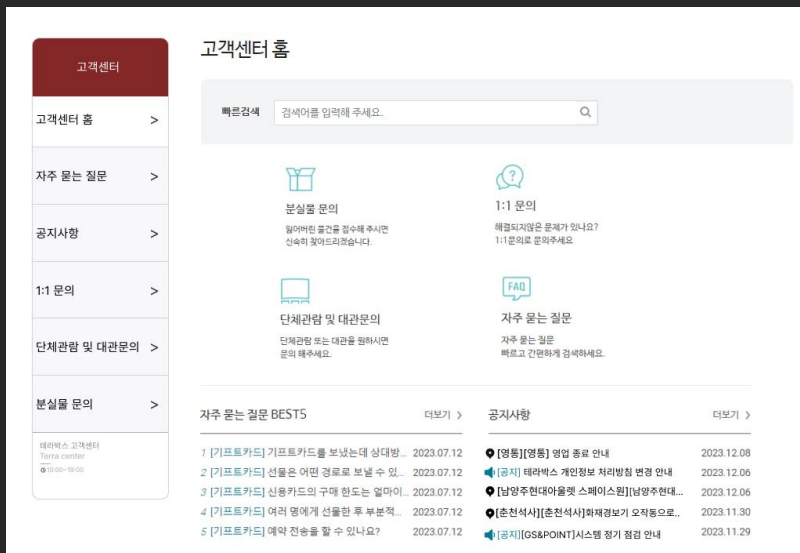 고객센터
고객센터 홈 >
자주 묻는 질문 >
공지사항 >
1:1 문의 >
단체관람 및 대관문의 >
분실물 문의 >
테라박스 고객센터
Terra center
10:00~19:00
고객센터 홈
빠른검색 검색어를 입력해 주세요.
분실물 문의
잃어버린 물건을 접수해 주시면
신속히 찾아드리겠습니다.
1:1 문의
해결되지않은 문제가 있나요?
1:1문의로 문의주세요
단체관람 및 대관문의
단체관람 또는 대관을 원하시면
문의 해주세요.
FAQ
자주 묻는 질문
자주 묻는 질문
빠르고 간편하게 검색하세요.
자주 묻는 질문 BEST5 더보기 >
1 [기프트카드] 기프트카드를 보냈는데 상대방... 2023.07.12
2 [기프트카드] 선물은 어떤 경로로 보낼 수 있... 2023.07.12
3 [기프트카드] 신용카드의 구매 한도는 얼마이... 2023.07.12
4 [기프트카드] 여러 명에게 선물한 후 부분적... 2023.07.12
5 [기프트카드] 예약 전송을 할 수 있나요? 2023.07.12
공지사항 더보기 >
[영통][영통] 영업 종료 안내 2023.12.08
[공지] 테라박스 개인정보 처리방침 변경 안내 2023.12.06
[남양주현대아울렛 스페이스원][남양주현대... 2023.12.06
[춘천석사][춘천석사]화재경보기 오작동으로.. 2023.11.30
[공지][GS&POINT]시스템 정기 점검 안내 2023.11.29